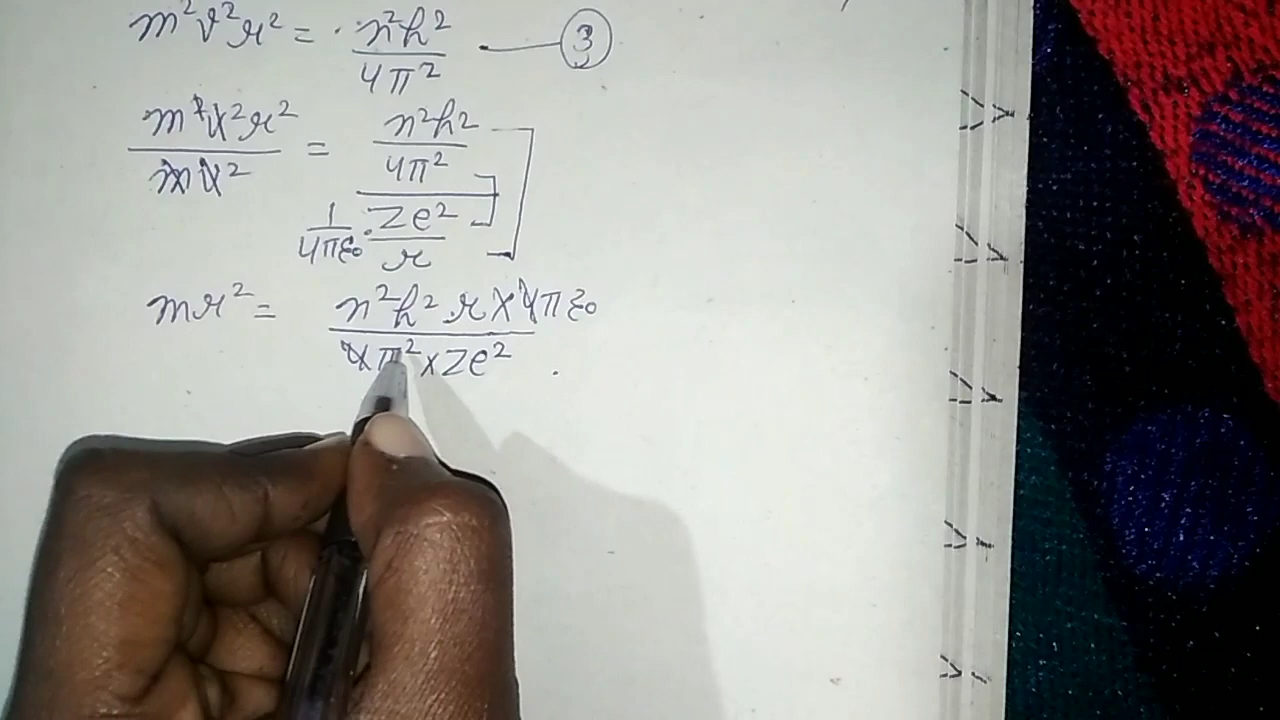 m²v²r² = n²h² / 4π² — 3
m²v²r² / mv² = n²h² / 4π² / 1 / 4πε₀ · Ze² / r
mr² = n²h² r × 4πε₀ / 4π² × Ze²